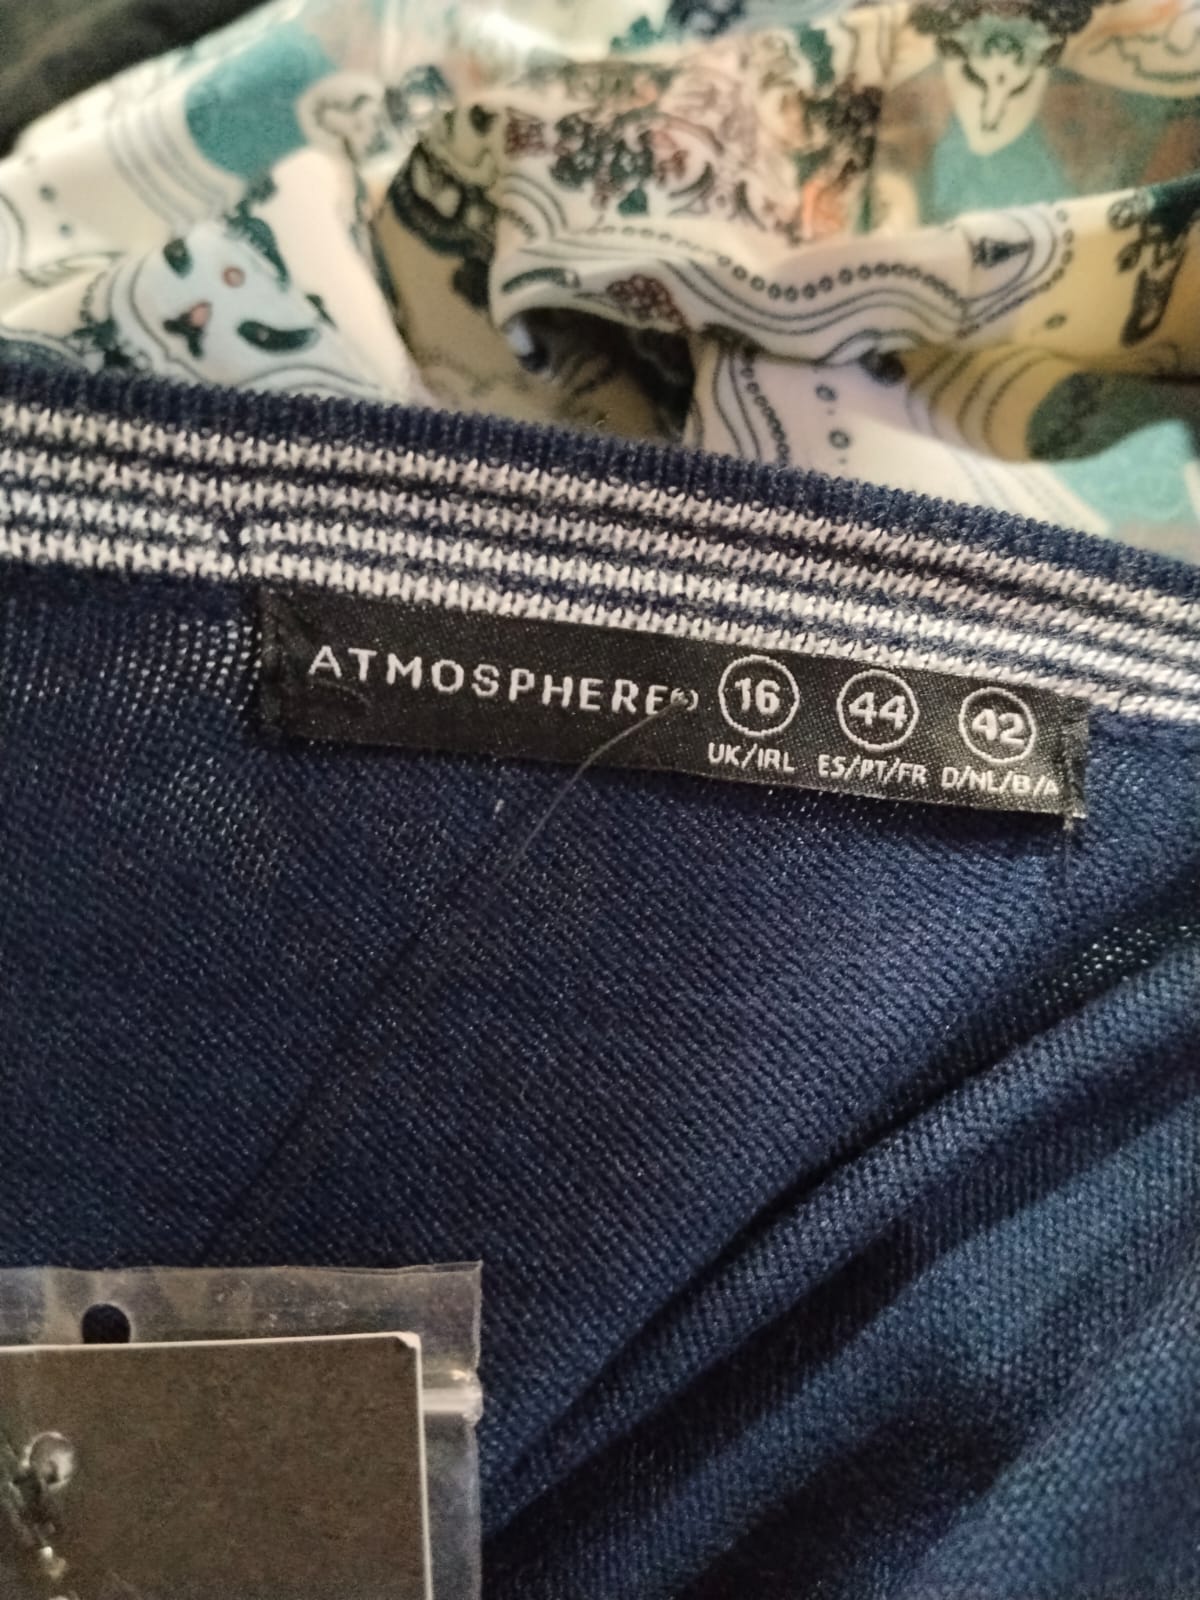 ATMOSPHERE® 16 44 42
UK/IRL ES/PT/FR D/NL/B/A